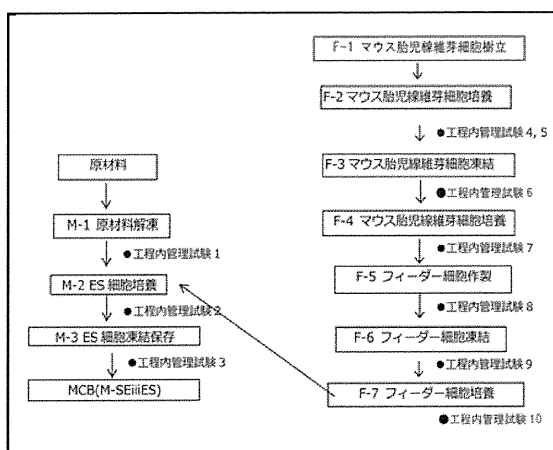 原材料
M-1 原材料解凍
●工程内管理試験 1
M-2 ES 細胞培養
●工程内管理試験 2
M-3 ES 細胞凍結保存
●工程内管理試験 3
MCB(M-SEiiiES)
F-1 マウス胎児線維芽細胞樹立
F-2 マウス胎児線維芽細胞培養
●工程内管理試験 4, 5
F-3 マウス胎児線維芽細胞凍結
●工程内管理試験 6
F-4 マウス胎児線維芽細胞培養
●工程内管理試験 7
F-5 フィーダー細胞作製
●工程内管理試験 8
F-6 フィーダー細胞凍結
●工程内管理試験 9
F-7 フィーダー細胞培養
●工程内管理試験 10